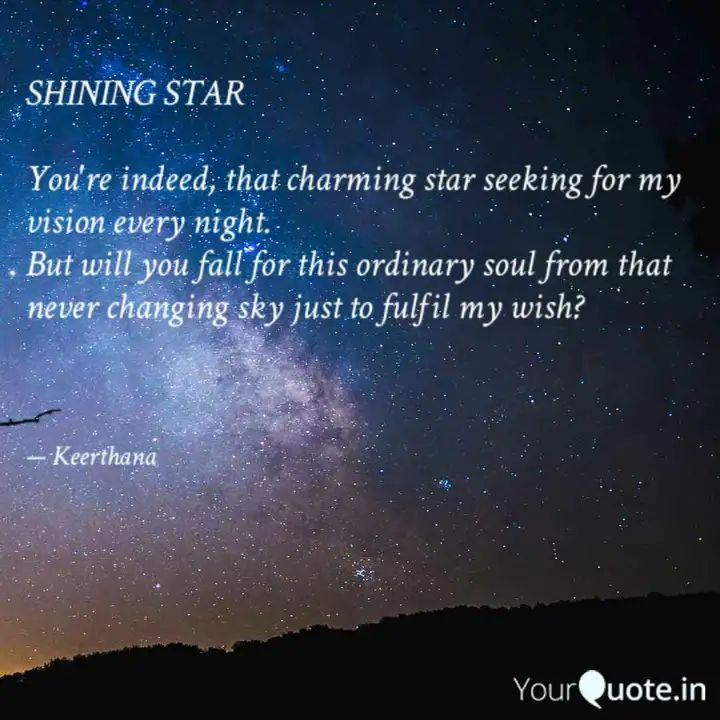 SHINING STAR
You're indeed, that charming star seeking for my
vision every night.
. But will you fall for this ordinary soul from that
never changing sky just to fulfil my wish?
— Keerthana
YourQuote.in